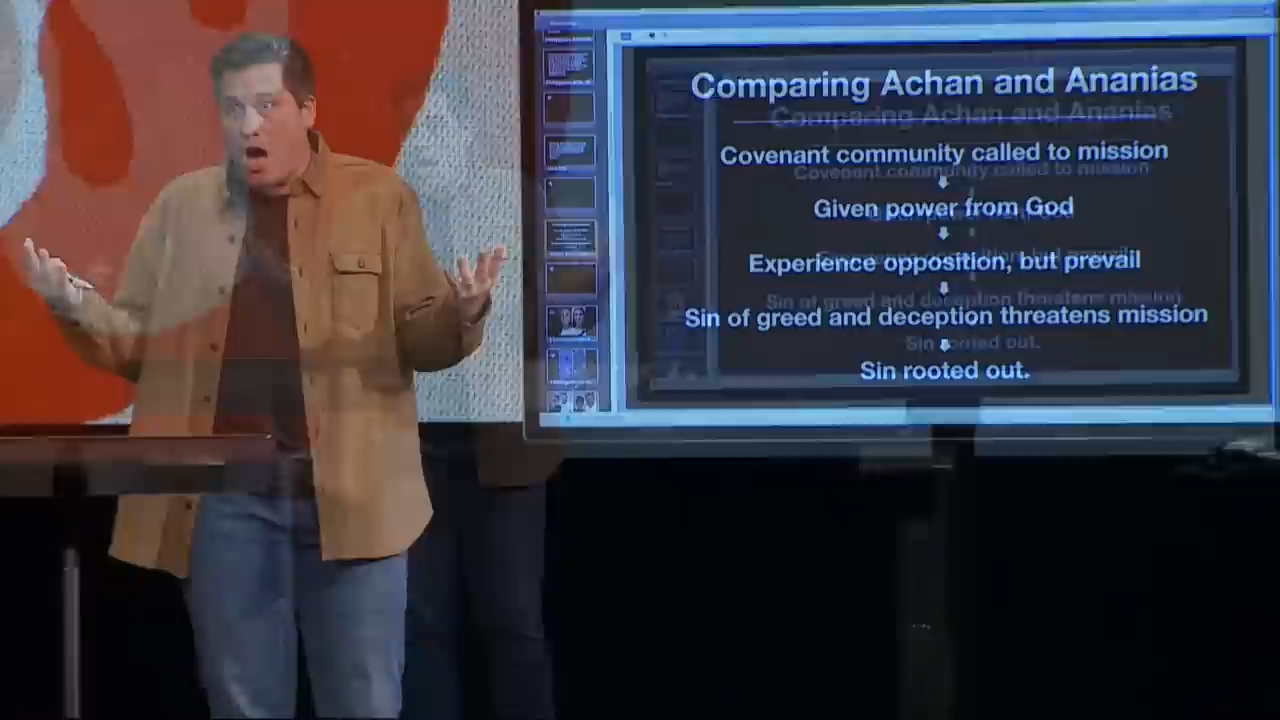 Comparing Achan and Ananias
Covenant community called to mission
Given power from God
Experience opposition, but prevail
Sin of greed and deception threatens mission
Sin rooted out.